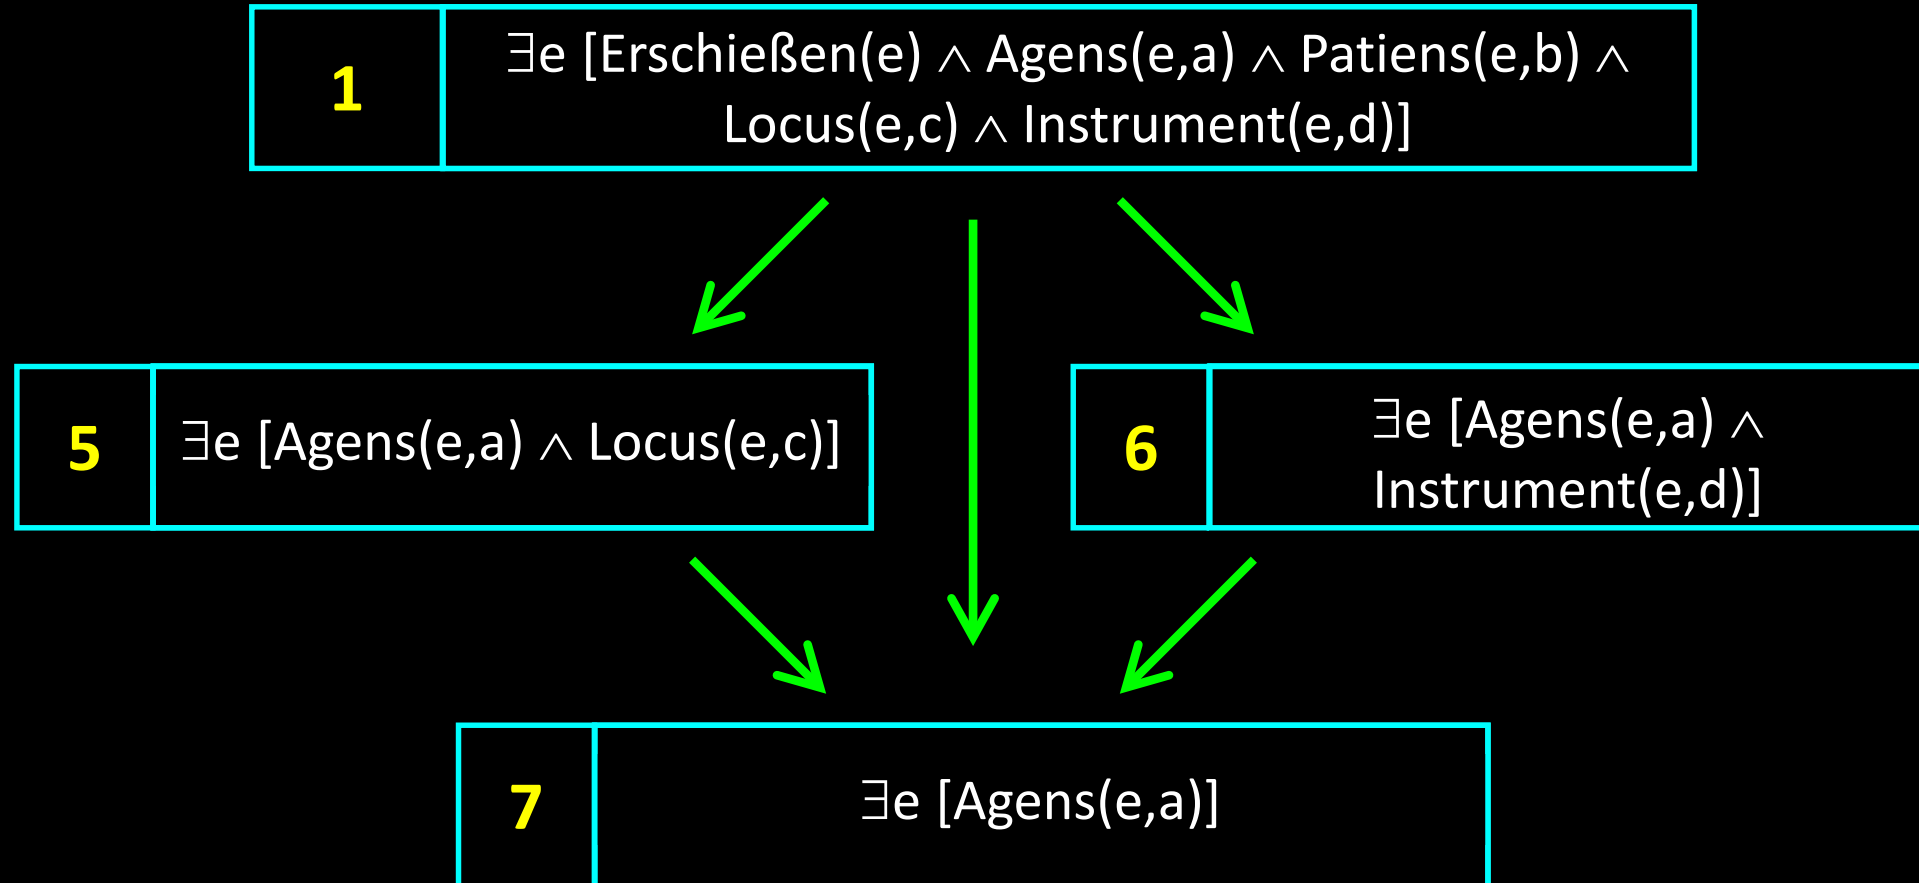 1
∃e [Erschießen(e) ∧ Agens(e,a) ∧ Patiens(e,b) ∧
Locus(e,c) ∧ Instrument(e,d)]
5
∃e [Agens(e,a) ∧ Locus(e,c)]
6
∃e [Agens(e,a) ∧
Instrument(e,d)]
7
∃e [Agens(e,a)]